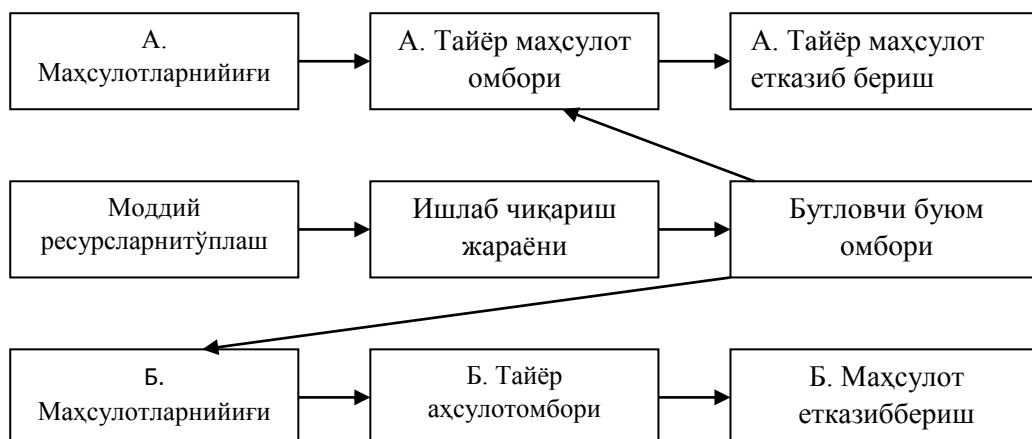 А.
Маҳсулотларнийиғи
А. Тайёр маҳсулот
омбори
А. Тайёр маҳсулот
етказиб бериш
Моддий
ресурсларнитўплаш
Ишлаб чиқариш
жараёни
Бутловчи буюм
омбори
Б.
Маҳсулотларнийиғи
Б. Тайёр
аҳсулотомбори
Б. Маҳсулот
етказиббериш